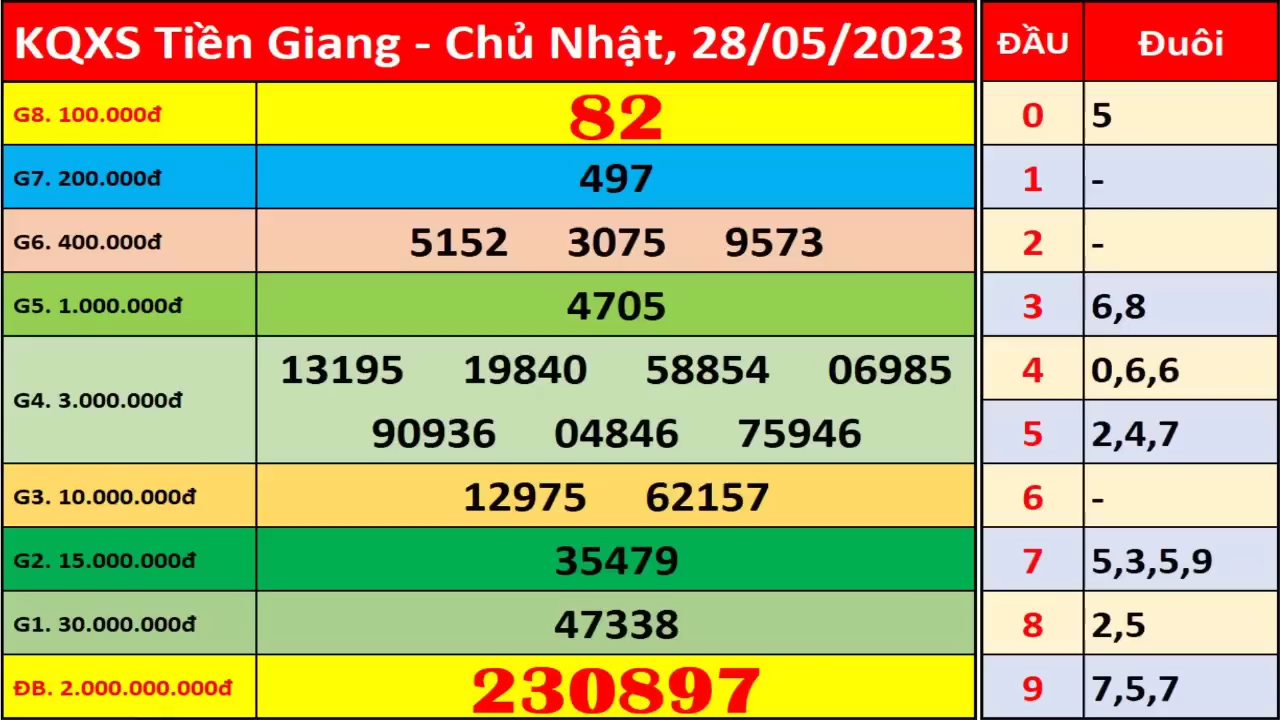 KQXS Tiền Giang - Chủ Nhật, 28/05/2023
G8. 100.000đ 82
G7. 200.000đ 497
G6. 400.000đ 5152 3075 9573
G5. 1.000.000đ 4705
G4. 3.000.000đ
13195 19840 58854 06985
90936 04846 75946
G3. 10.000.000đ 12975 62157
G2. 15.000.000đ 35479
G1. 30.000.000đ 47338
ĐB. 2.000.000.000đ 230897
ĐẦU Đuôi
0 5
1 -
2 -
3 6,8
4 0,6,6
5 2,4,7
6 -
7 5,3,5,9
8 2,5
9 7,5,7